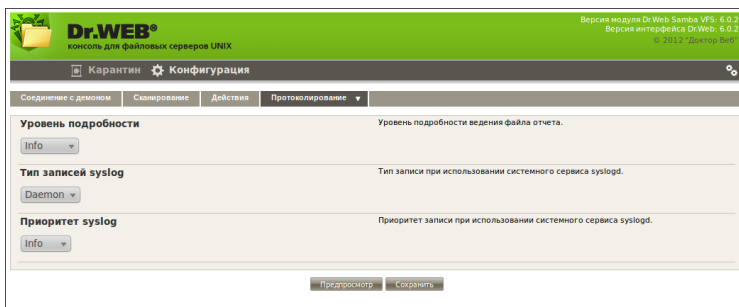 Dr.WEB®
консоль для файловых серверов UNIX
Версия модуля Dr.Web Samba VFS: 6.0.2
Версия интерфейса Dr.Web: 6.0.2
© 2012 "Доктор Веб"
Карантин Конфигурация
Соединение с демоном Сканирование Действия Протоколирование
Уровень подробности Уровень подробности ведения файла отчета.
Info
Тип записей syslog Тип записи при использовании системного сервиса syslogd.
Daemon
Приоритет syslog Приоритет записи при использовании системного сервиса syslogd.
Info
Предпросмотр Сохранить